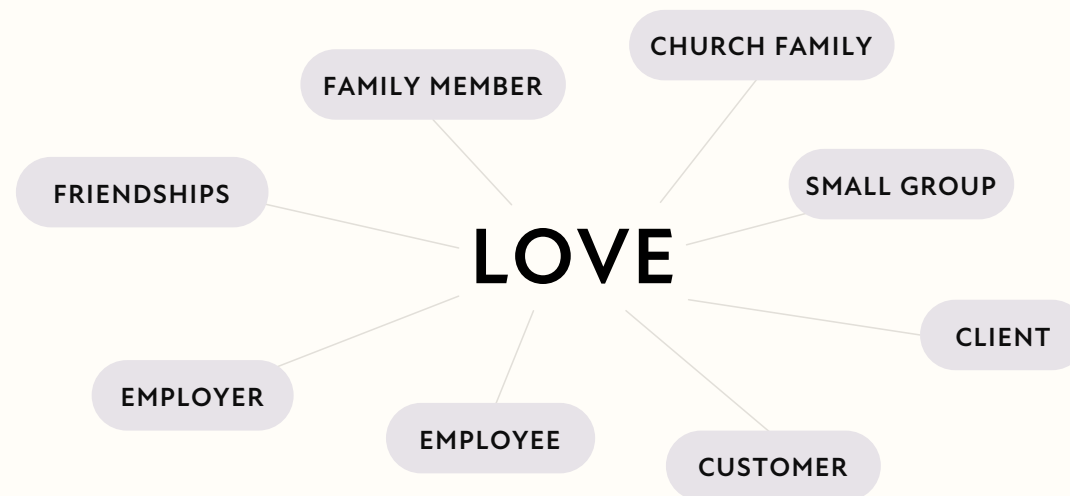 CHURCH FAMILY
FAMILY MEMBER
SMALL GROUP
FRIENDSHIPS
LOVE
CLIENT
EMPLOYER
EMPLOYEE
CUSTOMER